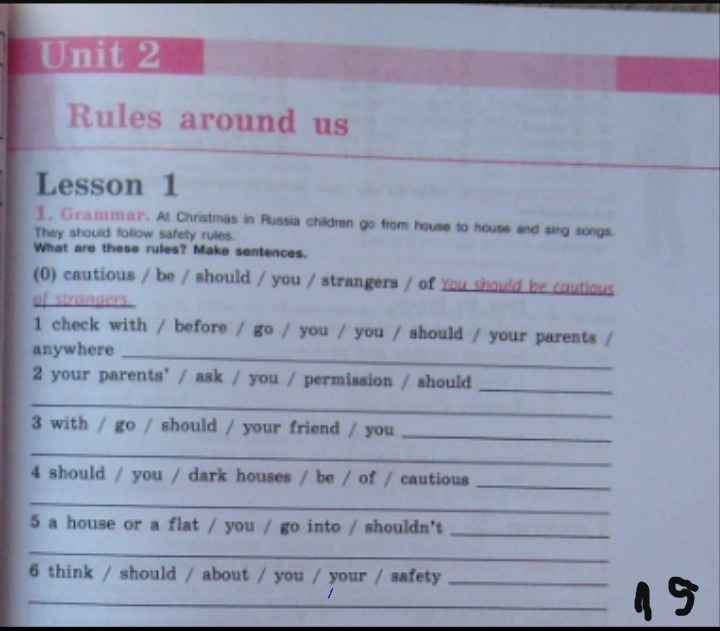 Unit 2
Rules around us
Lesson 1
1. Grammar. At Christmas in Russia children go from house to house and sing songs.
They should follow safety rules.
What are these rules? Make sentences.
(0) cautious / be / should / you / strangers / of You should be cautious
of strangers.
1 check with / before / go / you / you / should / your parents /
anywhere
2 your parents' / ask / you / permission / should
3 with / go / should / your friend / you
4 should / you / dark houses / be / of / cautious
5 a house or a flat / you / go into / shouldn't
6 think / should / about / you / your / safety
19